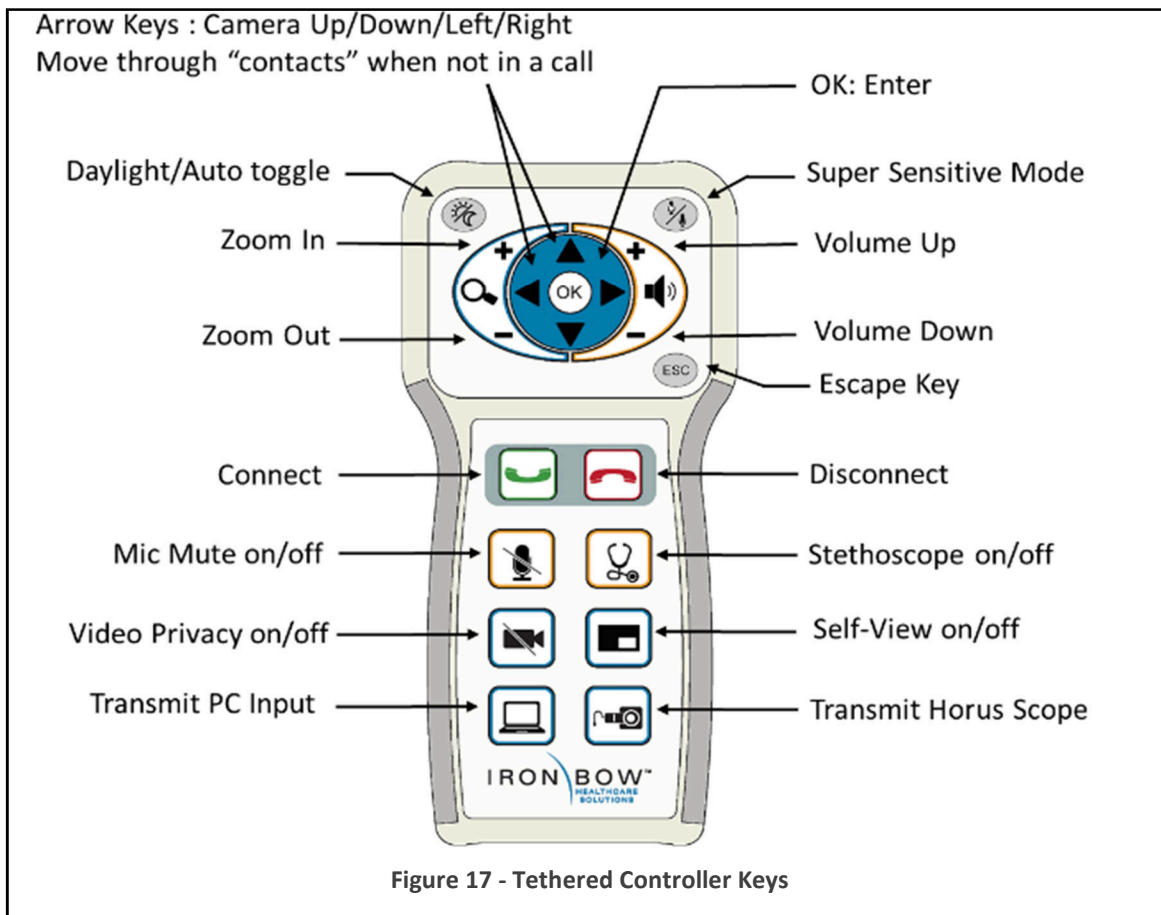 Arrow Keys : Camera Up/Down/Left/Right
Move through “contacts” when not in a call
OK: Enter
Daylight/Auto toggle
Super Sensitive Mode
Zoom In
Volume Up
OK
Zoom Out
Volume Down
ESC
Escape Key
Connect
Disconnect
Mic Mute on/off
Stethoscope on/off
Video Privacy on/off
Self-View on/off
Transmit PC Input
Transmit Horus Scope
IRON BOW™
HEALTHCARE
SOLUTIONS
Figure 17 - Tethered Controller Keys